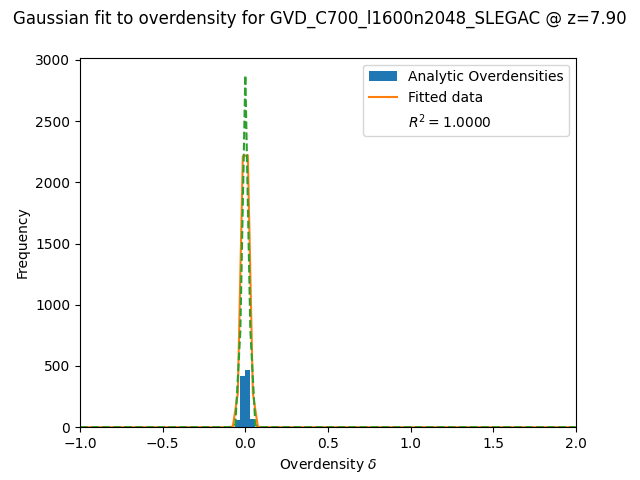 Gaussian fit to overdensity for GVD_C700_l1600n2048_SLEGAC @ z=7.90
3000
2500
2000
1500
1000
500
0
Frequency
Analytic Overdensities
Fitted data
R² = 1.0000
−1.0
−0.5
0.0
0.5
1.0
1.5
2.0
Overdensity δ